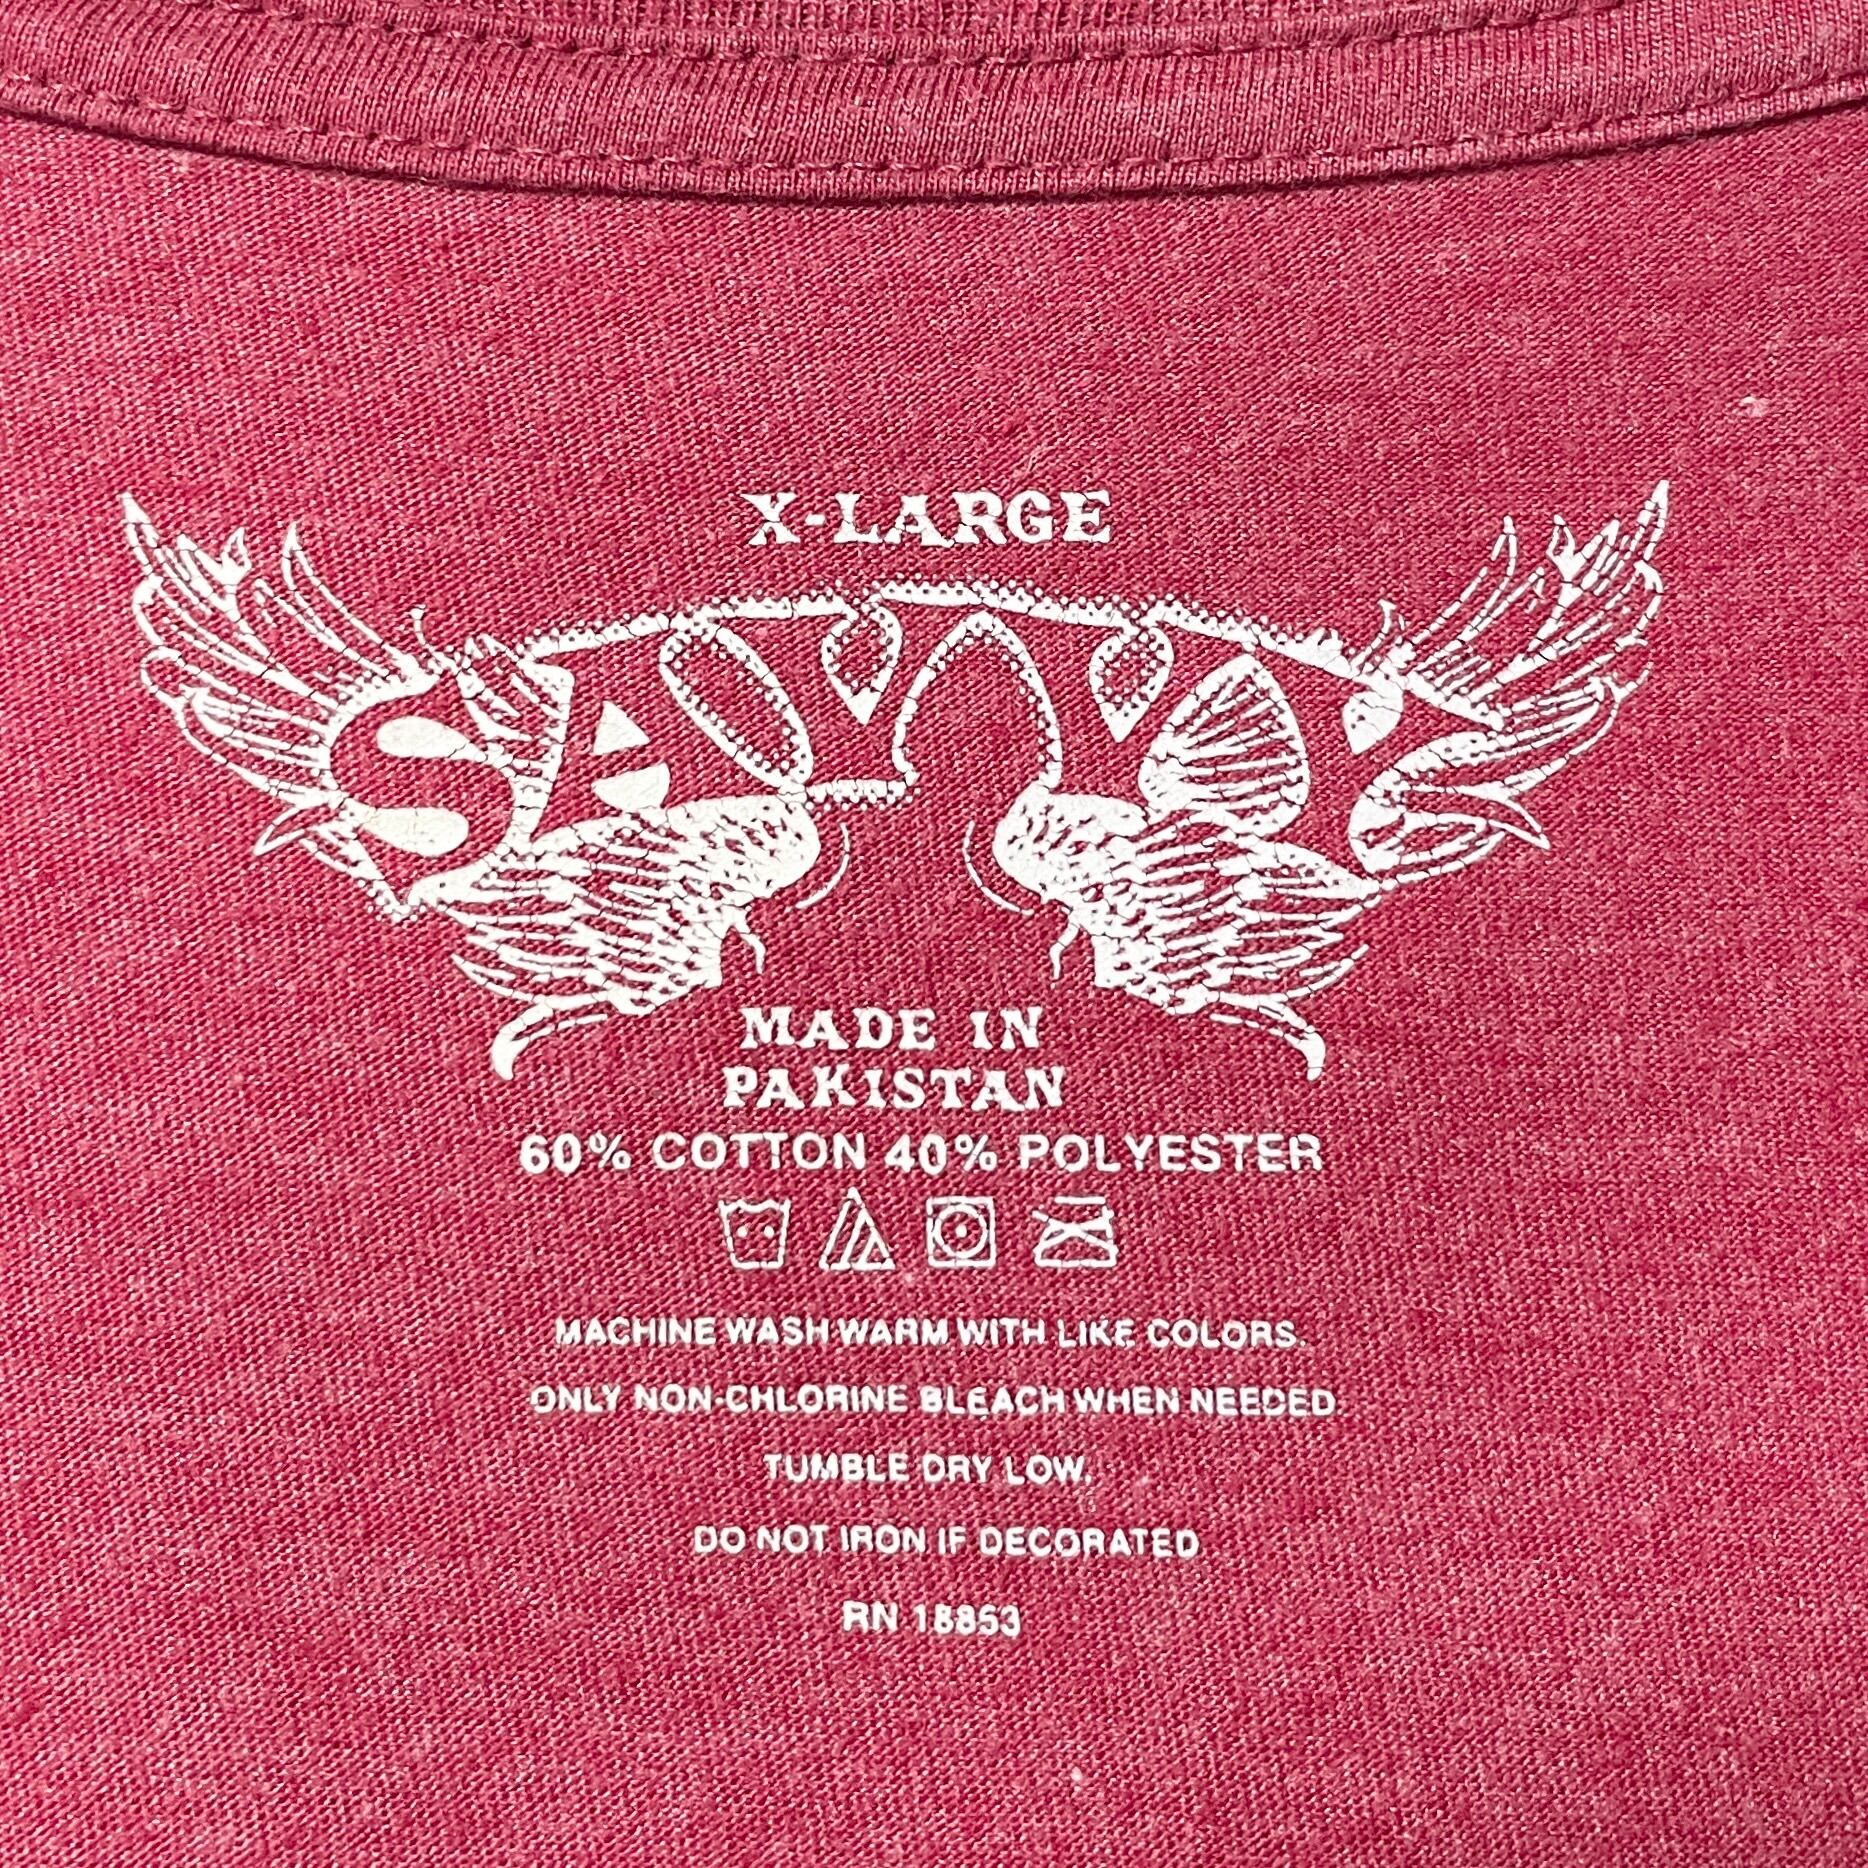 X-LARGE
MADE IN
PAKISTAN
60% COTTON 40% POLYESTER
MACHINE WASH WARM WITH LIKE COLORS.
ONLY NON-CHLORINE BLEACH WHEN NEEDED
TUMBLE DRY LOW.
DO NOT IRON IF DECORATED
RN 18853